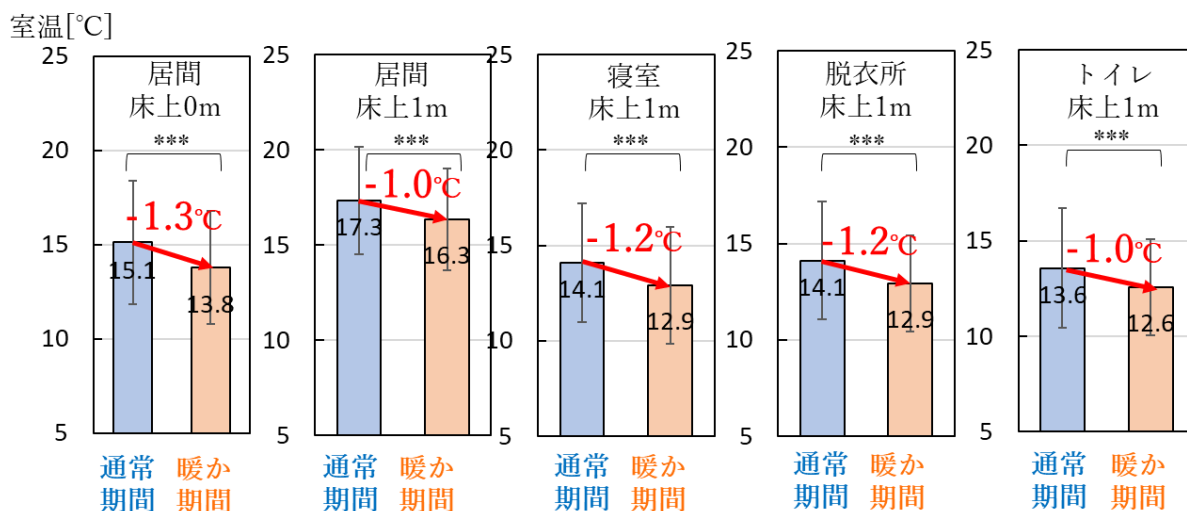 室温[℃]
25
20
15
10
5
居間
床上0m
***
-1.3℃
15.1
13.8
通常
期間
暖か
期間
25
20
15
10
5
居間
床上1m
***
-1.0℃
17.3
16.3
通常
期間
暖か
期間
25
20
15
10
5
寝室
床上1m
***
-1.2℃
14.1
12.9
通常
期間
暖か
期間
25
20
15
10
5
脱衣所
床上1m
***
-1.2℃
14.1
12.9
通常
期間
暖か
期間
25
20
15
10
5
トイレ
床上1m
***
-1.0℃
13.6
12.6
通常
期間
暖か
期間